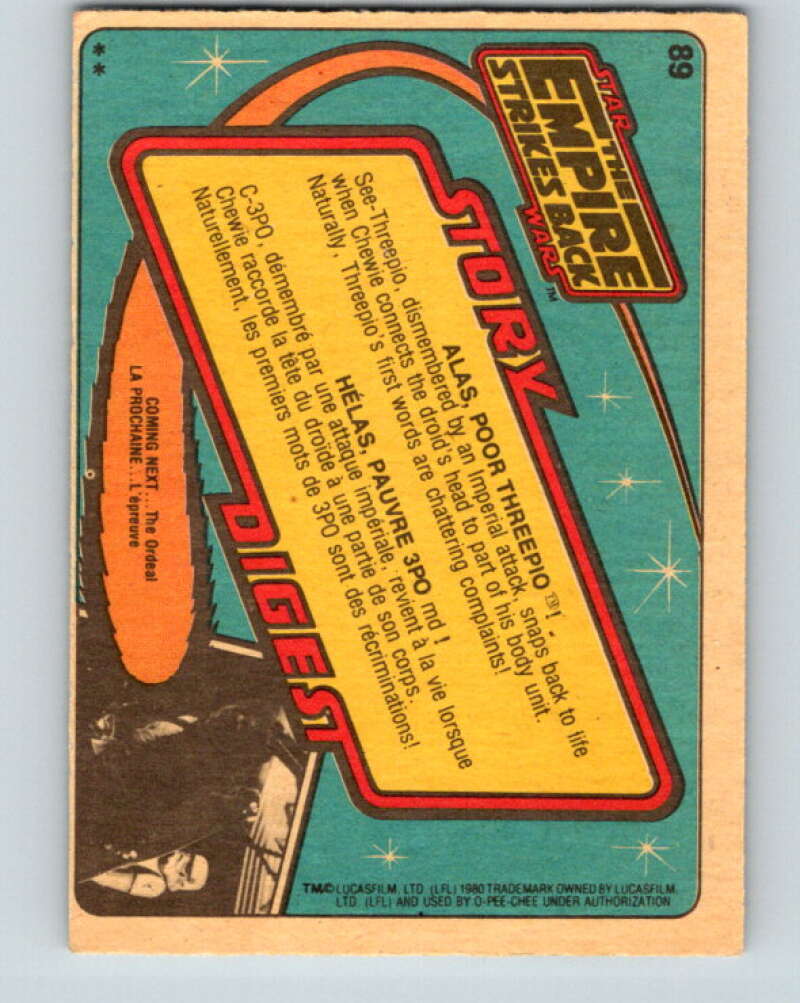 89
STAR
THE
EMPIRE
STRIKES BACK
WARS™
STORY
ALAS, POOR THREEPIO™! -
See-Threepio, dismembered by an Imperial attack, snaps back to life
when Chewie connects the droid's head to part of his body unit.
Naturally, Threepio's first words are chattering complaints!
HÉLAS, PAUVRE 3PO md !
C-3PO, démembré par une attaque impériale, revient à la vie lorsque
Chewie raccorde la tête du droïde à une partie de son corps.
Naturellement, les premiers mots de 3PO sont des récriminations!
DIGEST
COMING NEXT... The Ordeal
LA PROCHAINE... L'épreuve
**
TM/© LUCASFILM, LTD. (LFL) 1980 TRADEMARK OWNED BY LUCASFILM,
LTD. (LFL) AND USED BY O-PEE-CHEE UNDER AUTHORIZATION